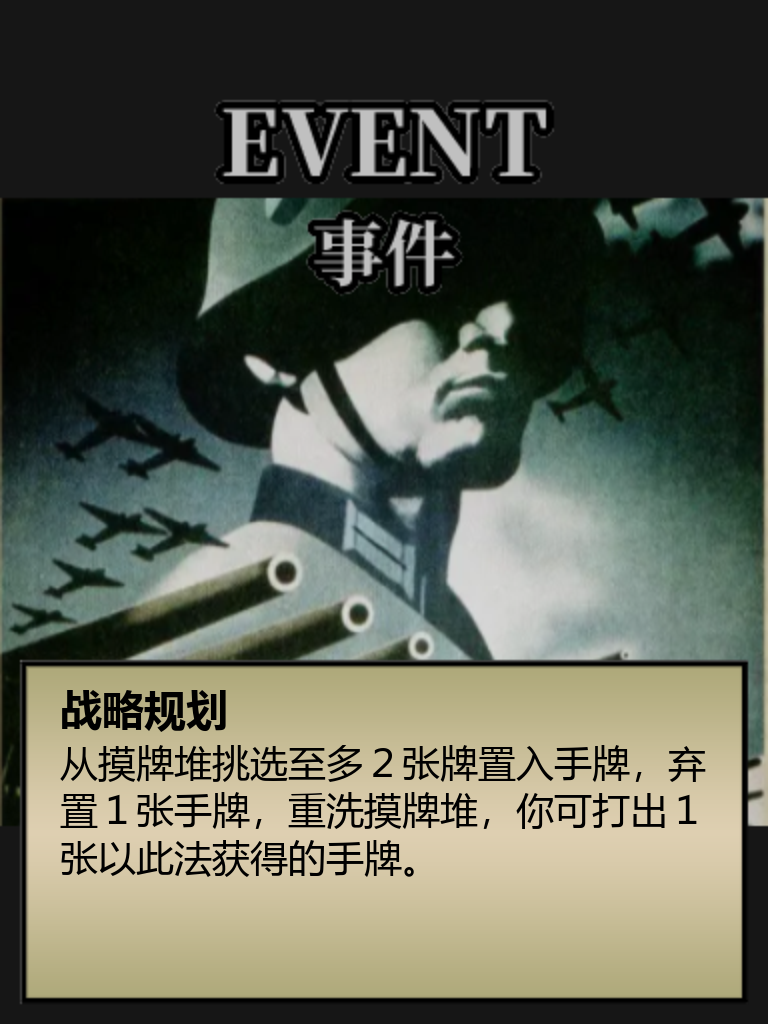 EVENT
事件
战略规划
从摸牌堆挑选至多2张牌置入手牌，弃
置1张手牌，重洗摸牌堆，你可打出1
张以此法获得的手牌。